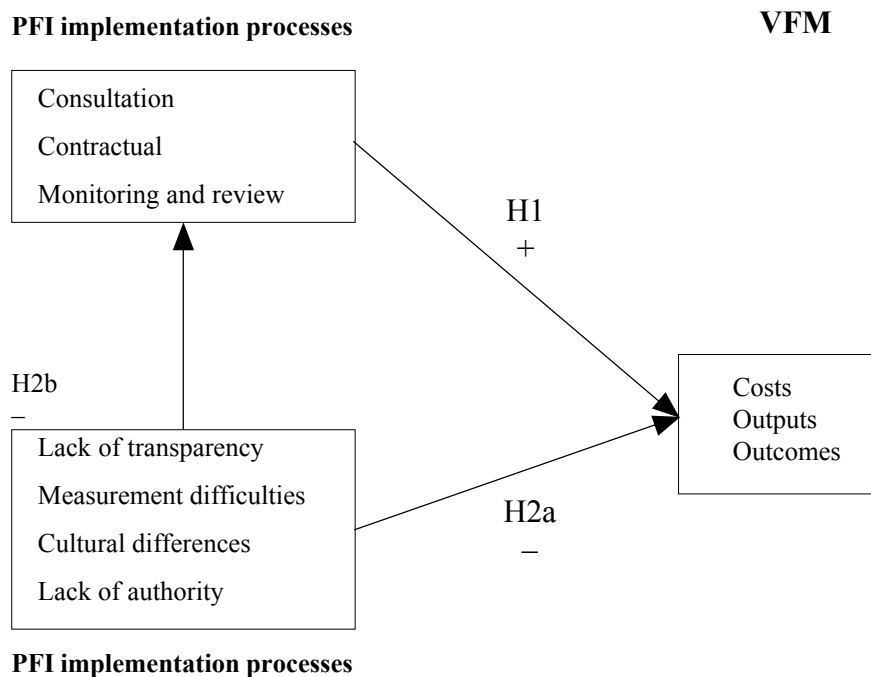 PFI implementation processes
VFM
Consultation
Contractual
Monitoring and review
H1
+
H2b
–
Lack of transparency
Measurement difficulties
Cultural differences
Lack of authority
Costs
Outputs
Outcomes
H2a
–
PFI implementation processes